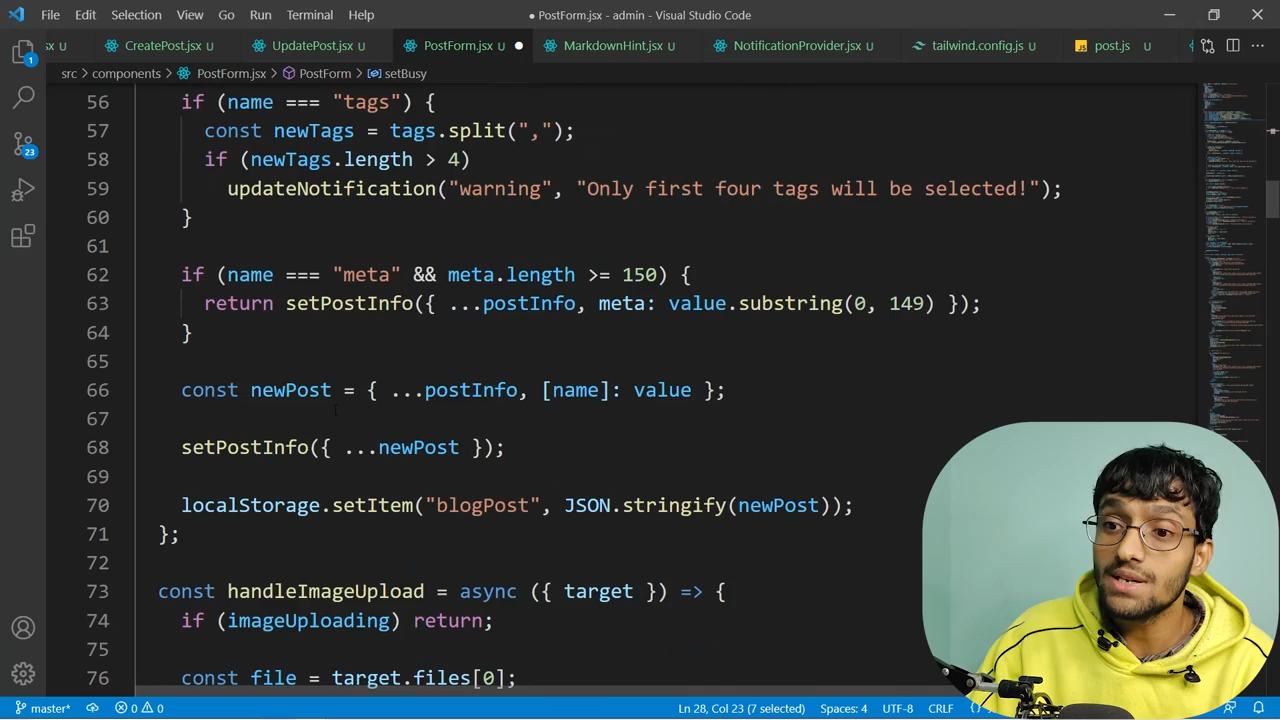 File Edit Selection View Go Run Terminal Help ● PostForm.jsx - admin - Visual Studio Code
sx U CreatePost.jsx U UpdatePost.jsx PostForm.jsx U MarkdownHint.jsx U NotificationProvider.jsx U tailwind.config.js U JS post.js U
src > components > PostForm.jsx > PostForm > setBusy
56 if (name === "tags") {
57 const newTags = tags.split(",");
58 if (newTags.length > 4)
59 updateNotification("warning", "Only first four tags will be selected!");
60 }
61
62 if (name === "meta" && meta.length >= 150) {
63 return setPostInfo({ ...postInfo, meta: value.substring(0, 149) });
64 }
65
66 const newPost = { ...postInfo, [name]: value };
67
68 setPostInfo({ ...newPost });
69
70 localStorage.setItem("blogPost", JSON.stringify(newPost));
71 };
72
73 const handleImageUpload = async ({ target }) => {
74 if (imageUploading) return;
75
76 const file = target.files[0];
1
23
master* 0 0 Ln 28, Col 23 (7 selected) Spaces: 4 UTF-8 CRLF